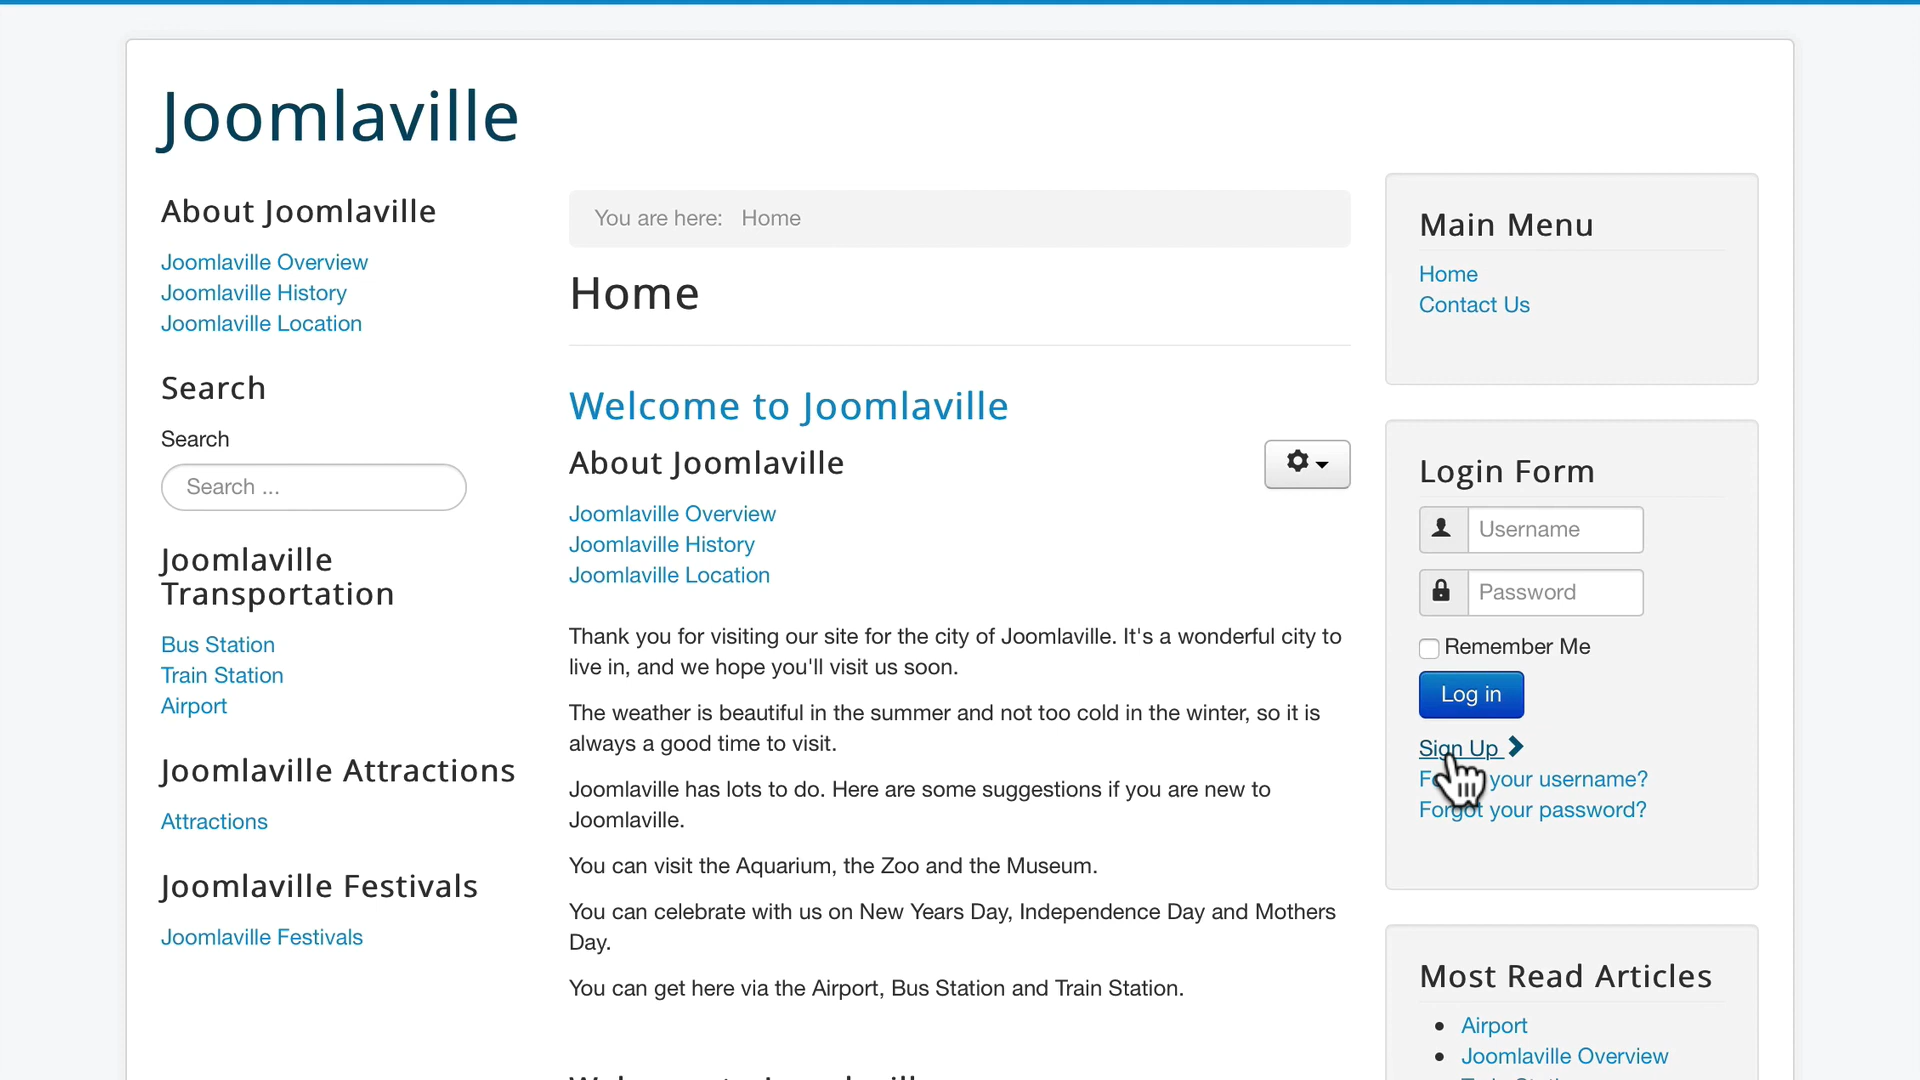 Joomlaville
About Joomlaville
Joomlaville Overview
Joomlaville History
Joomlaville Location
Search
Search
Search ...
Joomlaville
Transportation
Bus Station
Train Station
Airport
Joomlaville Attractions
Attractions
Joomlaville Festivals
Joomlaville Festivals
You are here: Home
Home
Welcome to Joomlaville
About Joomlaville
Joomlaville Overview
Joomlaville History
Joomlaville Location
Thank you for visiting our site for the city of Joomlaville. It's a wonderful city to
live in, and we hope you'll visit us soon.
The weather is beautiful in the summer and not too cold in the winter, so it is
always a good time to visit.
Joomlaville has lots to do. Here are some suggestions if you are new to
Joomlaville.
You can visit the Aquarium, the Zoo and the Museum.
You can celebrate with us on New Years Day, Independence Day and Mothers
Day.
You can get here via the Airport, Bus Station and Train Station.
Main Menu
Home
Contact Us
Login Form
Username
Password
Remember Me
Log in
Sign Up
Forgot your username?
Forgot your password?
Most Read Articles
Airport
Joomlaville Overview